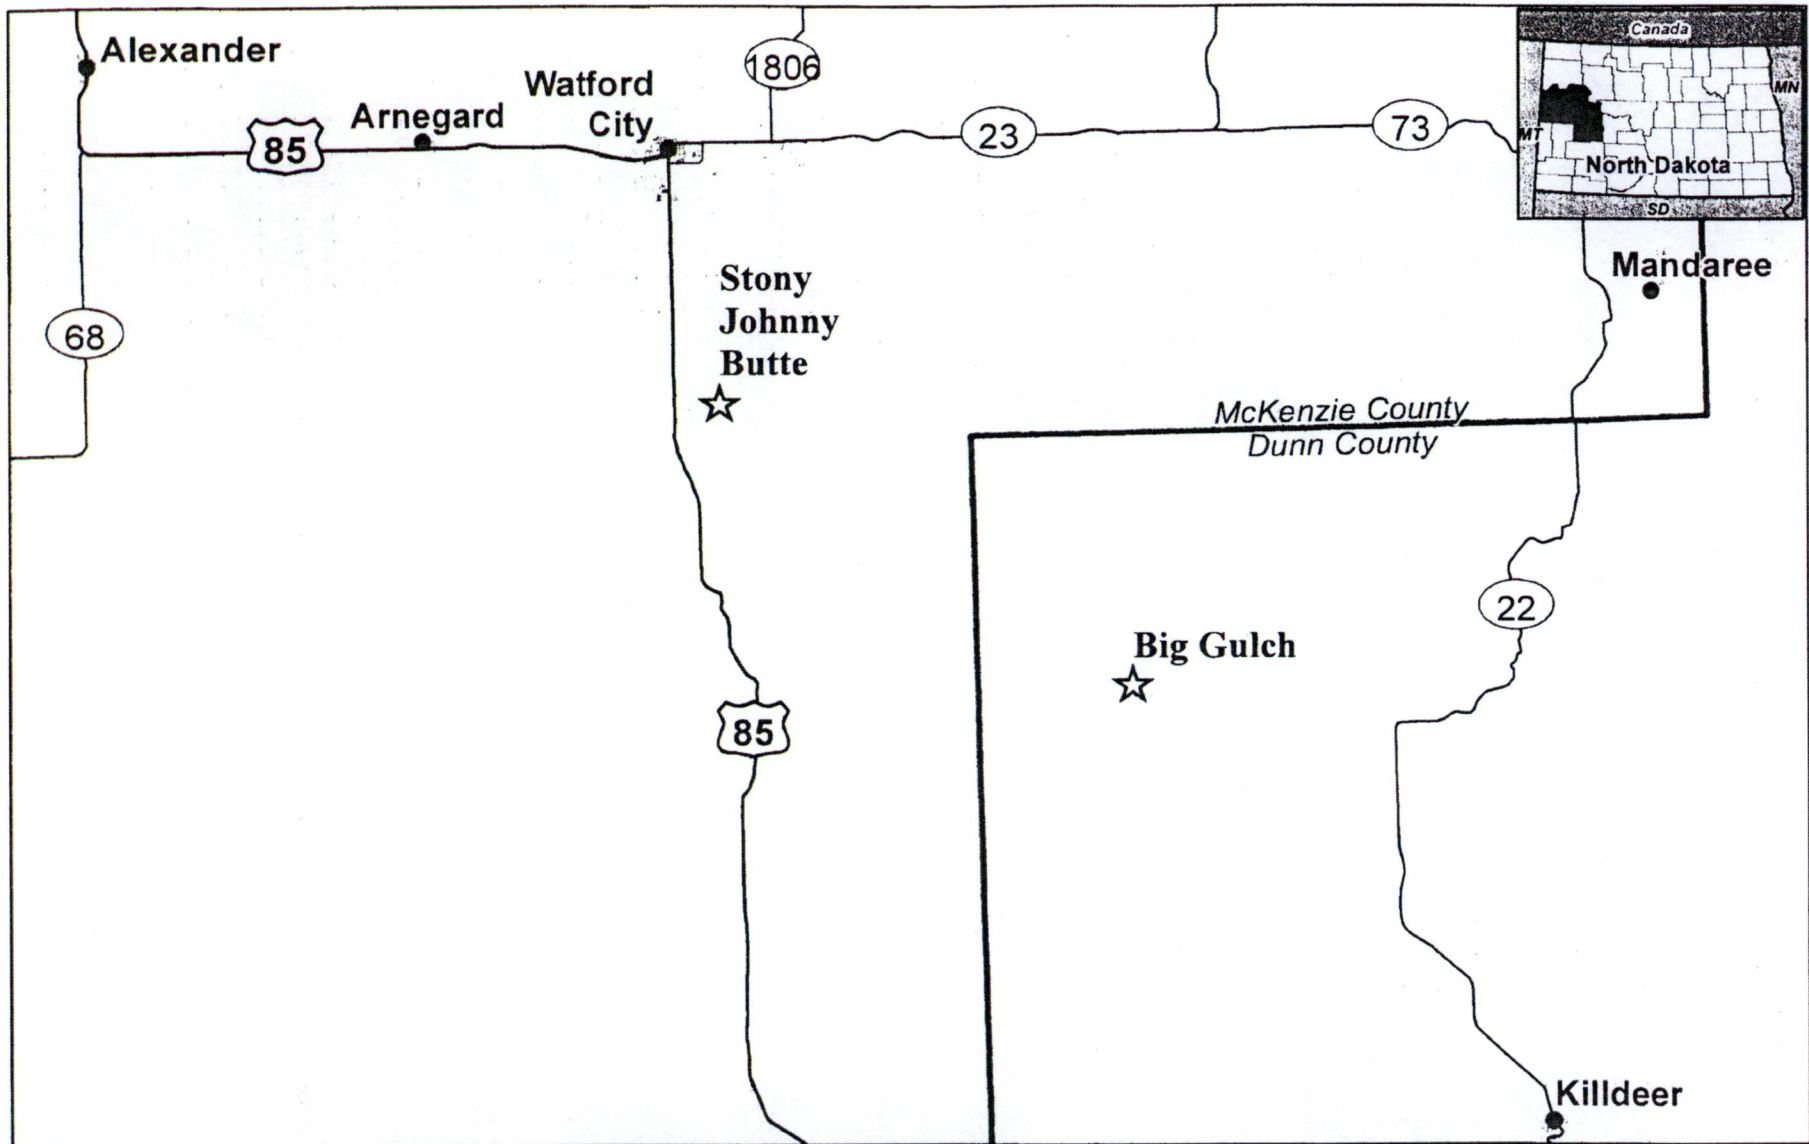 Alexander
Arnegard
Watford
City
1806
85
23
73
Canada
MN
MT
North Dakota
SD
Mandaree
68
Stony
Johnny
Butte
McKenzie County
Dunn County
22
Big Gulch
85
Killdeer